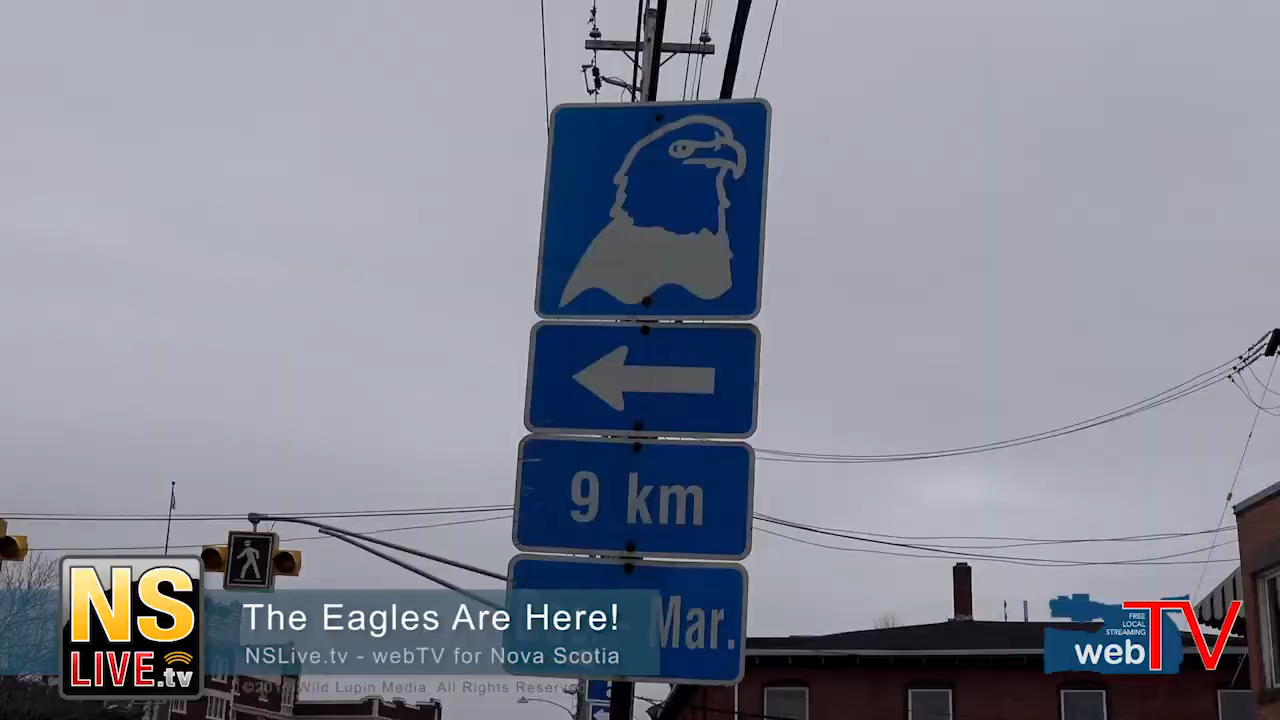 9 km
Mar.
NS
LIVE.tv
The Eagles Are Here!
NSLive.tv - webTV for Nova Scotia
Wild Lupin Media All Rights Reserved
FREE
LOCAL
STREAMING
webTV